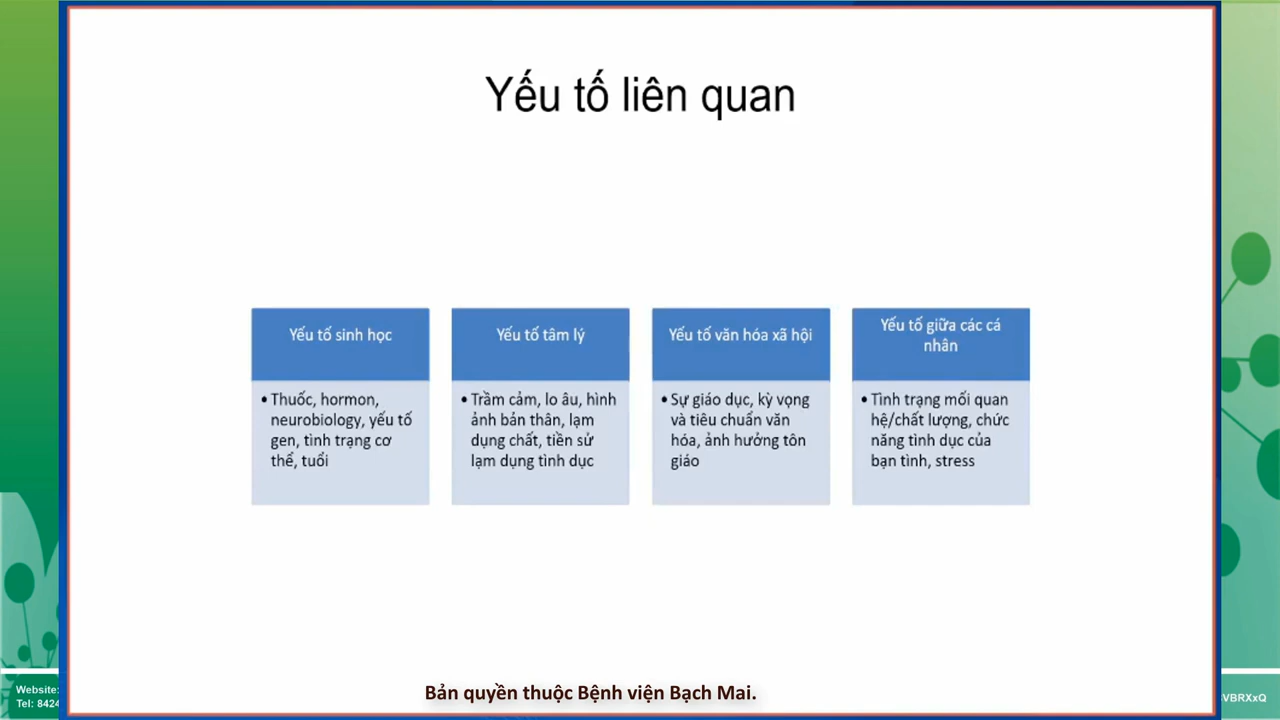 Yếu tố liên quan
Yếu tố sinh học
• Thuốc, hormon,
neurobiology, yếu tố
gen, tình trạng cơ
thể, tuổi
Yếu tố tâm lý
• Trầm cảm, lo âu, hình
ảnh bản thân, lạm
dụng chất, tiền sử
lạm dụng tình dục
Yếu tố văn hóa xã hội
• Sự giáo dục, kỳ vọng
và tiêu chuẩn văn
hóa, ảnh hưởng tôn
giáo
Yếu tố giữa các cá
nhân
• Tình trạng mối quan
hệ/chất lượng, chức
năng tình dục của
bạn tình, stress
Bản quyền thuộc Bệnh viện Bạch Mai.
Website:
Tel: 8424
VBRXxQ